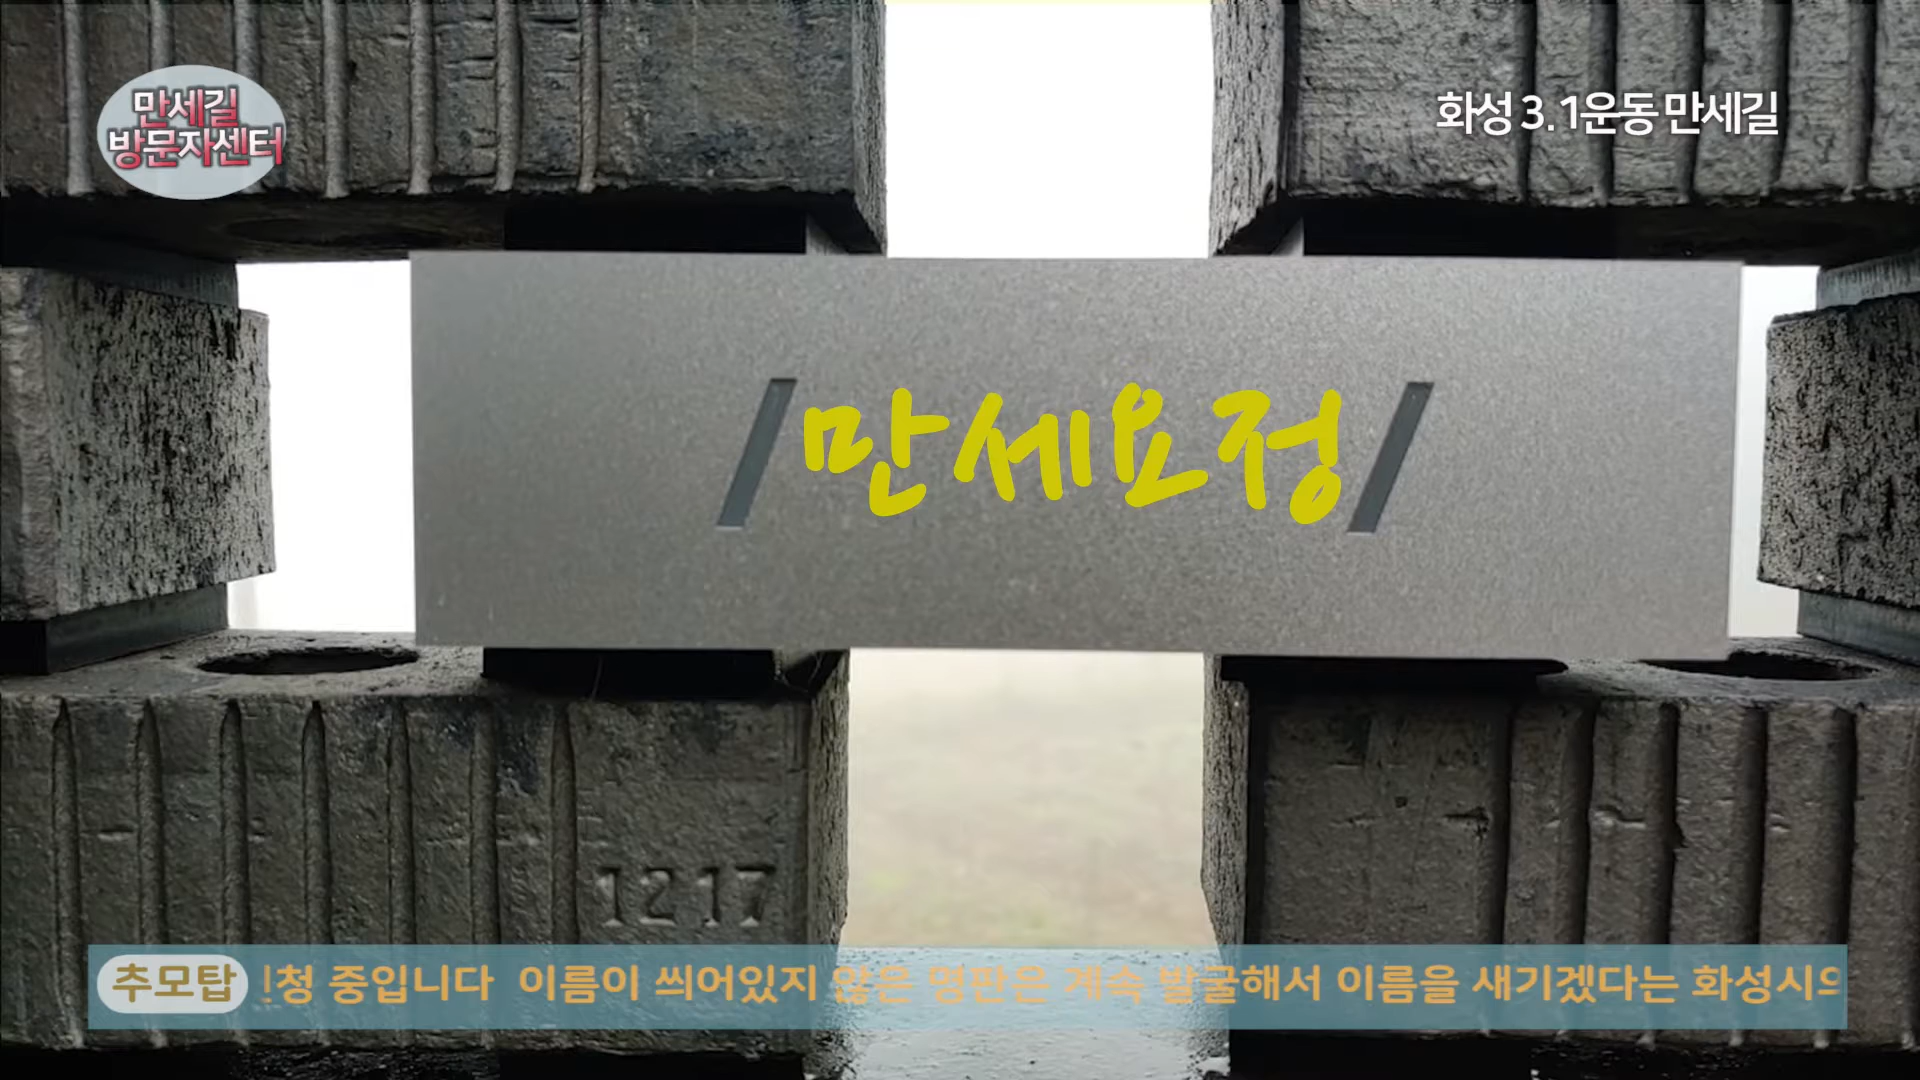 만세길
방문자센터
화성 3.1운동 만세길
/ 만세요정 /
1217
추모탑
청 중입니다 이름이 씌어있지 않은 명판은 계속 발굴해서 이름을 새기겠다는 화성시의